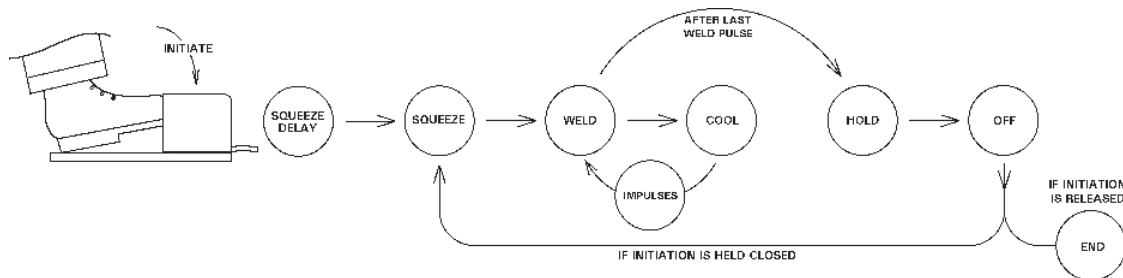 INITIATE
SQUEEZE
DELAY
SQUEEZE
WELD
COOL
IMPULSES
AFTER LAST
WELD PULSE
HOLD
OFF
IF INITIATION
IS RELEASED
END
IF INITIATION IS HELD CLOSED